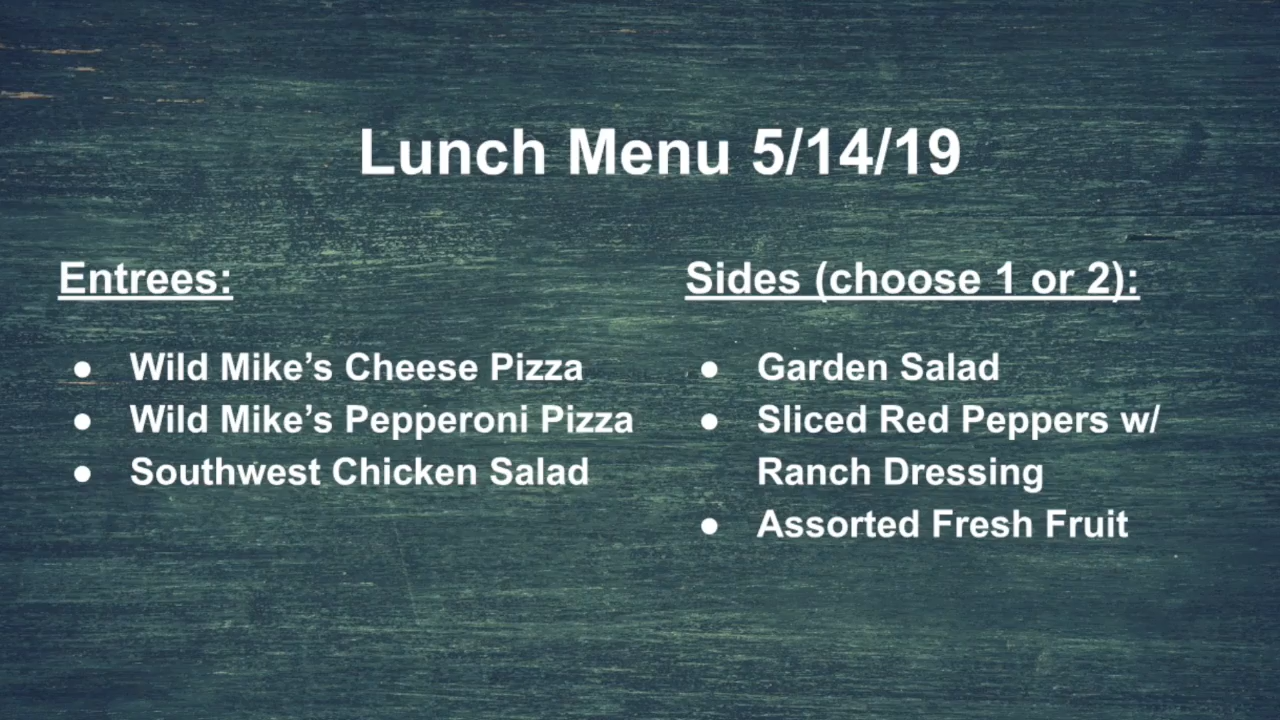 Lunch Menu 5/14/19
Entrees:
● Wild Mike’s Cheese Pizza
● Wild Mike’s Pepperoni Pizza
● Southwest Chicken Salad
Sides (choose 1 or 2):
● Garden Salad
● Sliced Red Peppers w/
Ranch Dressing
● Assorted Fresh Fruit